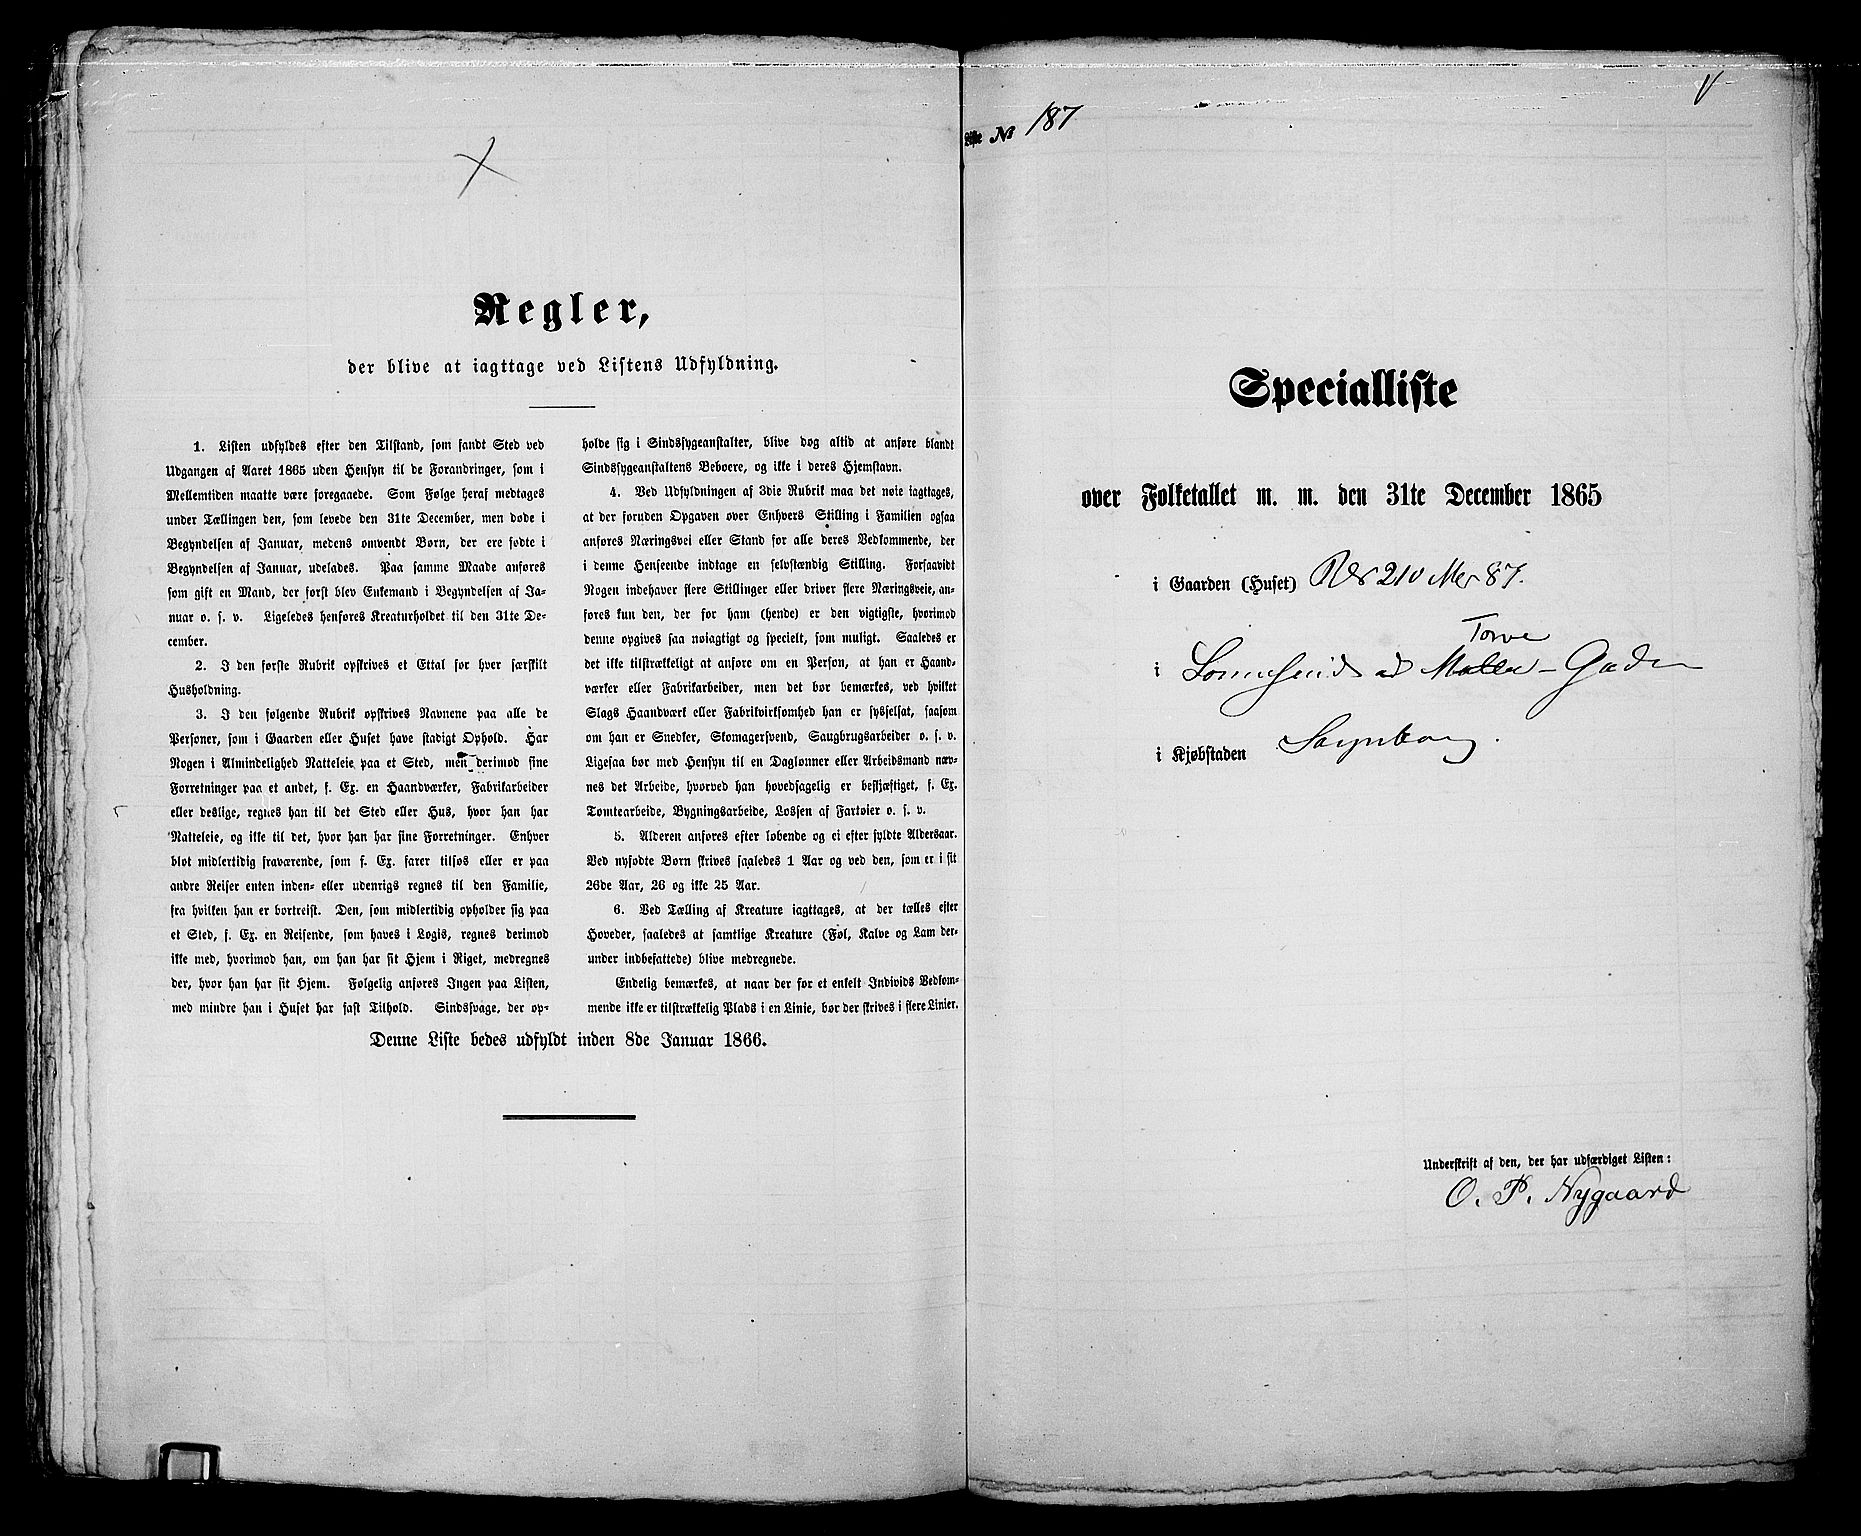 Regler,
der blive at iagttage ved Listens Udfyldning.
1. Listen udfyldes efter den Tilstand, som fandt Sted ved
Udgangen af Aaret 1865 uden Hensyn til de Forandringer, som i
Mellemtiden maatte være foregaaede. Som Følge heraf medtages
under Tællingen den, som levede den 31te December, men døde i
Begyndelsen af Januar, medens omvendt Børn, der ere fødte i
Begyndelsen af Januar, udelades. Paa samme Maade anføres
som gift en Mand, der først blev Enkemand i Begyndelsen af Ja-
nuar o. s. v. Ligeledes henføres Kreaturholdet til den 31te De-
cember.
2. I den første Rubrik opskrives et Ettal for hver særskilt
Husholdning.
3. I den følgende Rubrik opskrives Navnene paa alle de
Personer, som i Gaarden eller Huset have stadigt Ophold. Har
Nogen i Almindelighed Natteleie paa et Sted, men derimod sine
Forretninger paa et andet, f. Ex. en Haandværker, Fabrikarbeider
eller deslige, regnes han til det Sted eller Hus, hvor han har
Natteleie, og ikke til det, hvor han har sine Forretninger. Enhver
blot midlertidig fraværende, som f. Ex. farer tilsøs eller er paa
andre Reiser enten inden- eller udenrigs regnes til den Familie,
fra hvilken han er bortreist. Den, som midlertidig opholder sig paa
et Sted, f. Ex. en Reisende, som haves i Logis, regnes derimod
ikke med, hvorimod han, om han har sit Hjem i Riget, medregnes
der, hvor han har sit Hjem. Følgelig anføres Ingen paa Listen,
med mindre han i Huset har fast Tilhold. Sindssvage, der op-
holde sig i Sindssygeanstalter, blive dog altid at anføre blandt
Sindssygeanstaltens Beboere, og ikke i deres Hjemstavn.
4. Ved Udfyldningen af 3die Rubrik maa det nøie iagttages,
at der foruden Opgaven over Enhvers Stilling i Familien ogsaa
anføres Næringsvei eller Stand for alle deres Vedkommende, der
i denne Henseende indtage en selvstændig Stilling. Forsaavidt
Nogen indehaver flere Stillinger eller driver flere Næringsveie, an-
føres kun den, der for ham (hende) er den vigtigste, hvorimod
denne opgives saa nøiagtigt og specielt, som muligt. Saaledes er
det ikke tilstrækkeligt at anføre om en Person, at han er Haand-
værker eller Fabrikarbeider, men det bør bemærkes, ved hvilket
Slags Haandværk eller Fabrikvirksomhed han er sysselsat, saasom
om han er Snedker, Skomagersvend, Saugbrugsarbeider o. s. v.
Ligesaa bør med Hensyn til en Daglønner eller Arbeidsmand næv-
nes det Arbeide, hvorved han hovedsagelig er beskjæftiget, f. Ex.
Tomtearbeide, Bygningsarbeide, Lossen af Fartøier o. s. v.
5. Alderen anføres efter løbende og ei efter fyldte Aldersaar.
Ved nyfødte Børn skrives saaledes 1 Aar og ved den, som er i sit
26de Aar, 26 og ikke 25 Aar.
6. Ved Tælling af Kreature iagttages, at der tælles efter
Hoveder, saaledes at samtlige Kreature (Føl, Kalve og Lam der-
under indbefattede) blive medregnede.
Endelig bemærkes, at naar der for et enkelt Individs Vedkom-
mende ikke er tilstrækkelig Plads i en Linie, bør der skrives i flere Linier.
Denne Liste bedes udfyldt inden 8de Januar 1866.
Liste № 187
Specialliste
over Folketallet m. m. den 31te December 1865
i Gaarden (Huset) 210 87.
Torve
i Gaden
i Kjøbstaden
Underskrift af den, der har udfærdiget Listen:
O. P. Nygaard